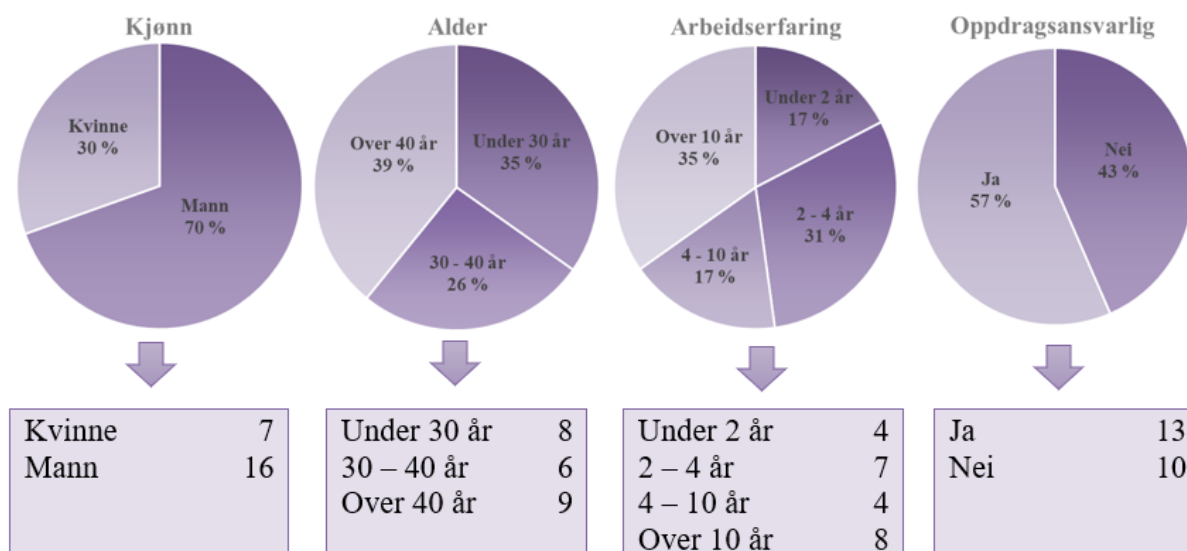 Kjønn
Kvinne
30 %
Mann
70 %
Kvinne 7
Mann 16
Alder
Over 40 år
39 %
Under 30 år
35 %
30 - 40 år
26 %
Under 30 år 8
30 – 40 år 6
Over 40 år 9
Arbeidserfaring
Under 2 år
17 %
Over 10 år
35 %
2 - 4 år
31 %
4 - 10 år
17 %
Under 2 år 4
2 – 4 år 7
4 – 10 år 4
Over 10 år 8
Oppdragsansvarlig
Nei
43 %
Ja
57 %
Ja 13
Nei 10